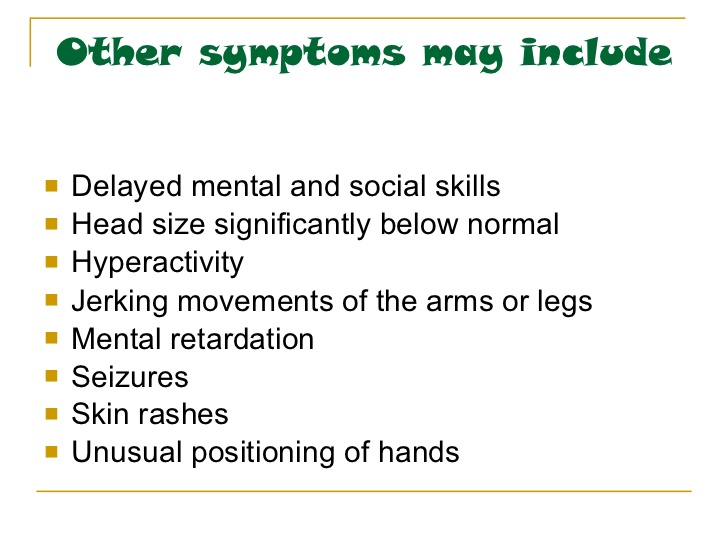 Other symptoms may include
Delayed mental and social skills
Head size significantly below normal
Hyperactivity
Jerking movements of the arms or legs
Mental retardation
Seizures
Skin rashes
Unusual positioning of hands